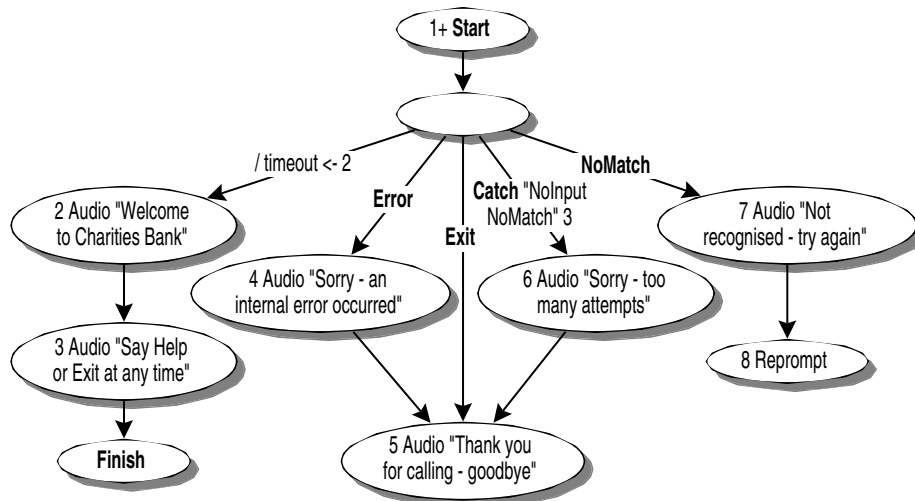 1+ Start
/ timeout <- 2
Error
Exit
Catch "NoInput
NoMatch" 3
NoMatch
2 Audio "Welcome
to Charities Bank"
4 Audio "Sorry - an
internal error occurred"
6 Audio "Sorry - too
many attempts"
7 Audio "Not
recognised - try again"
3 Audio "Say Help
or Exit at any time"
8 Reprompt
Finish
5 Audio "Thank you
for calling - goodbye"